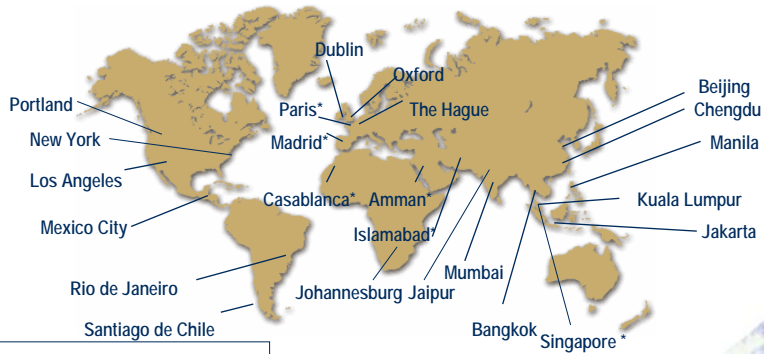 Dublin
Oxford
Beijing
Portland
Paris*
The Hague
Chengdu
New York
Madrid*
Manila
Los Angeles
Casablanca*
Amman*
Kuala Lumpur
Mexico City
Islamabad*
Jakarta
Mumbai
Rio de Janeiro
Johannesburg
Jaipur
Santiago de Chile
Bangkok
Singapore *